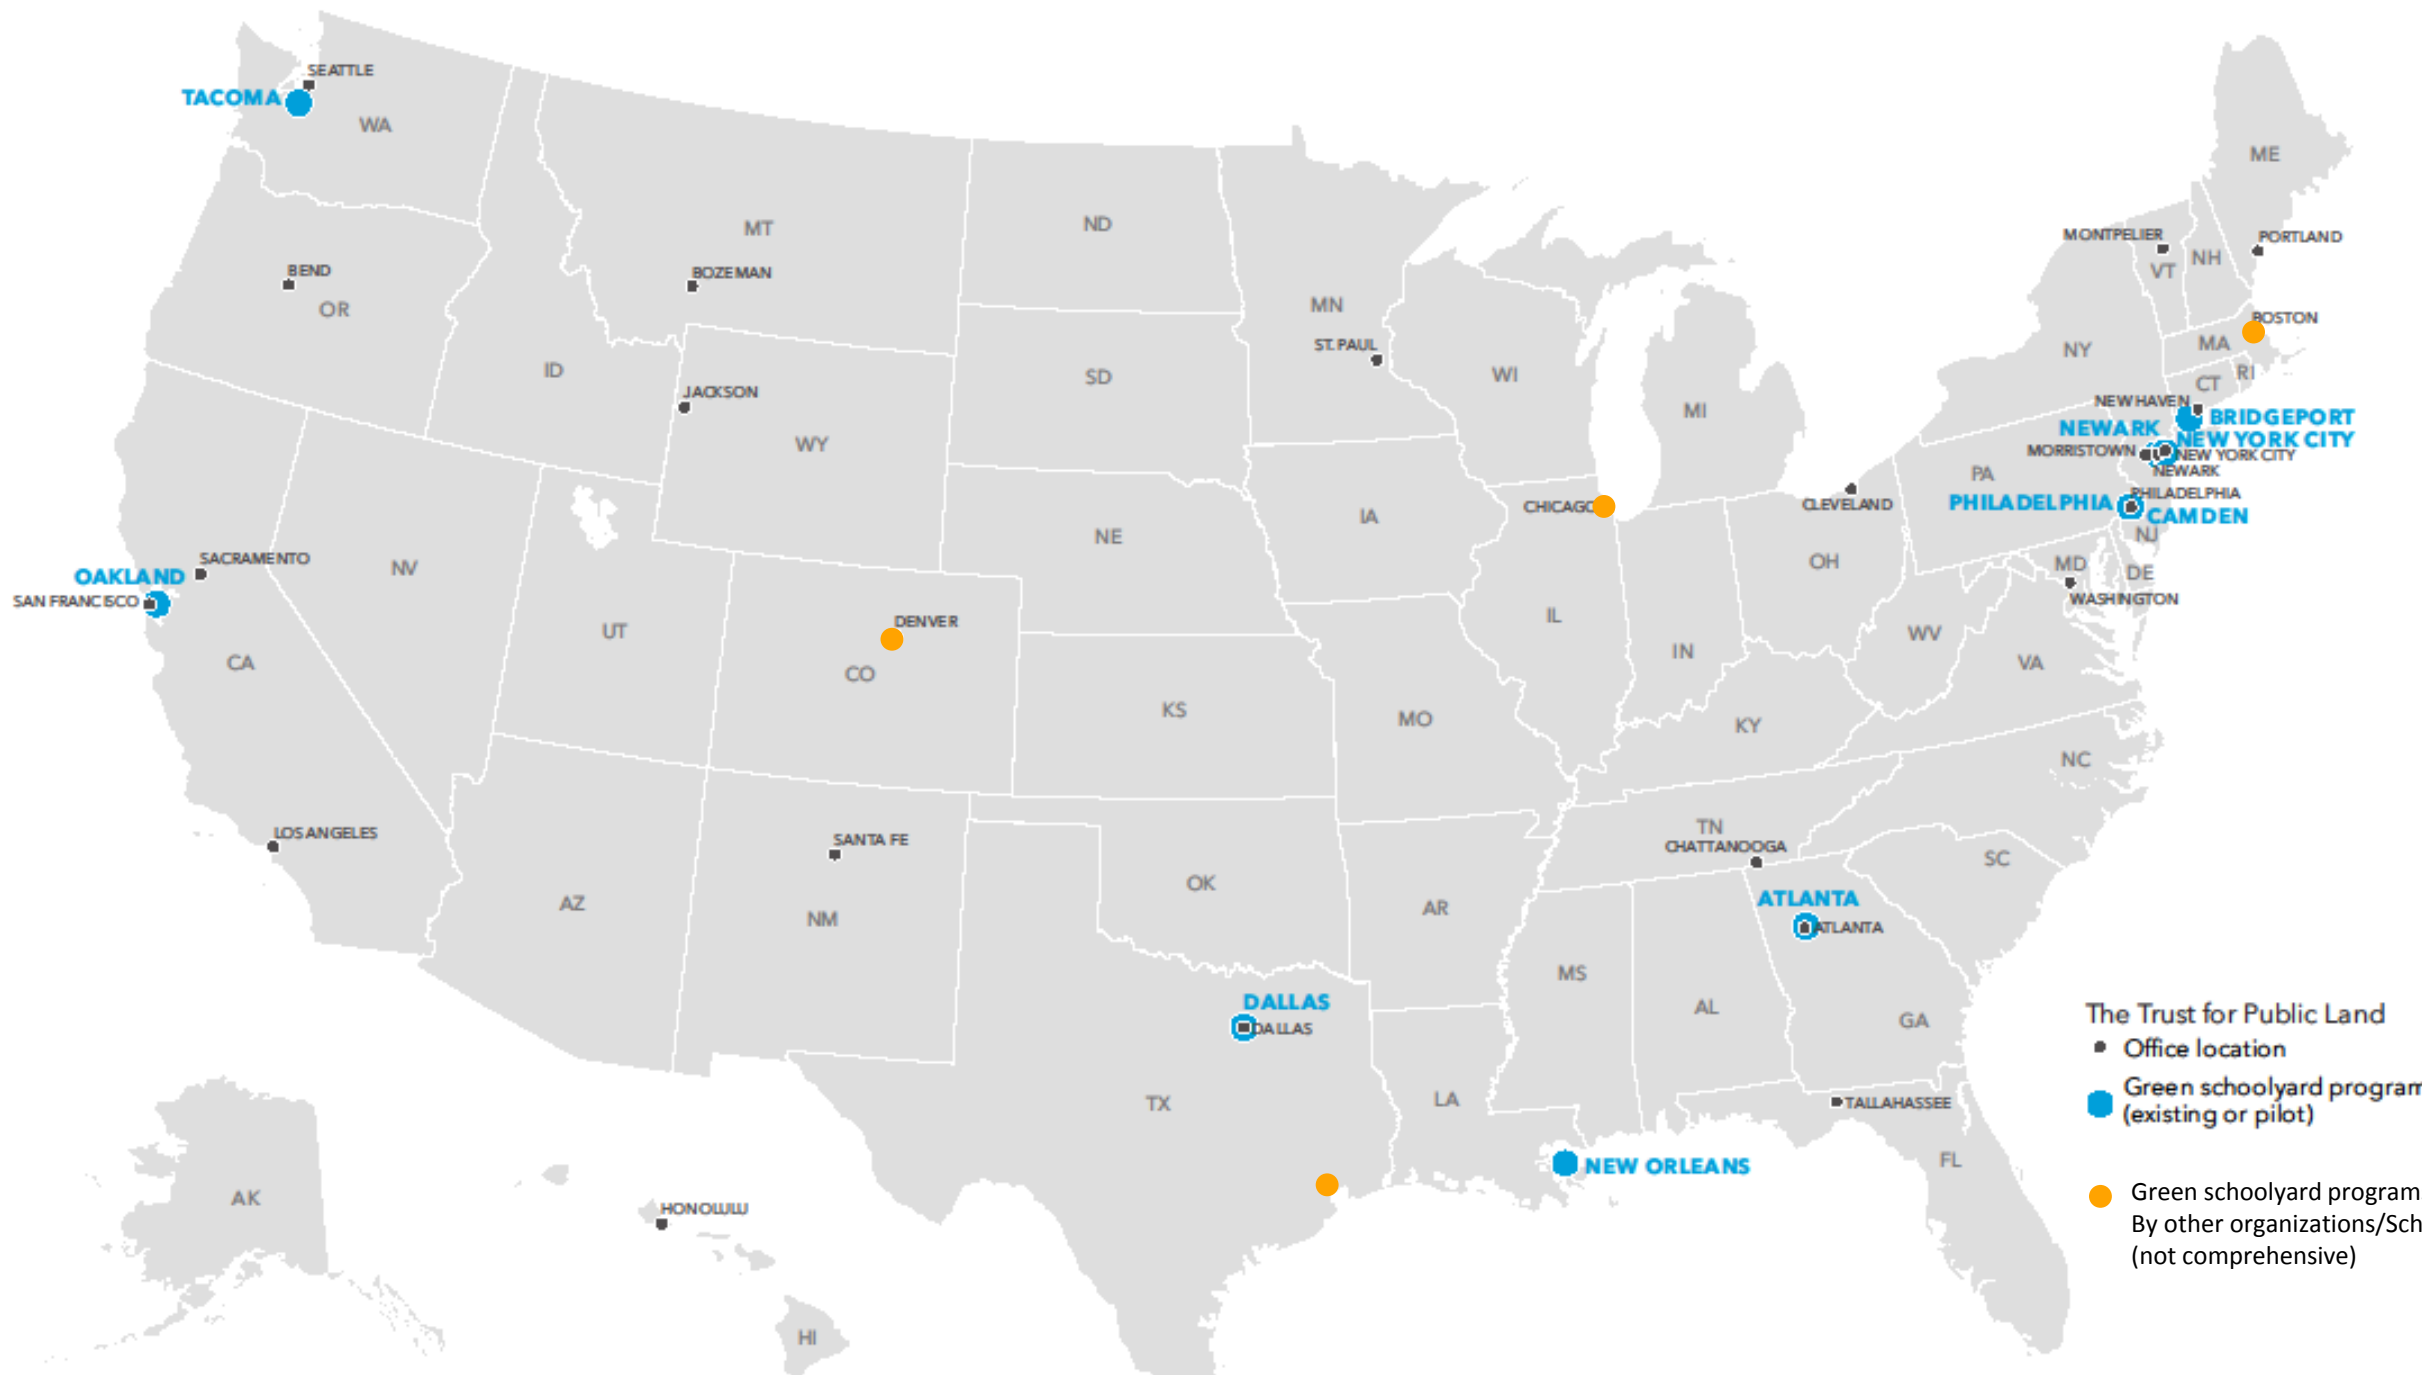 SEATTLE
TACOMA
WA
ME
MT
ND
MONTPELIER
PORTLAND
VT
NH
BEND
BOZEMAN
OR
MN
BOSTON
ST. PAUL
MA
NY
ID
SD
WI
RI
CT
JACKSON
NEW HAVEN
MI
BRIDGEPORT
NEWARK
NEW YORK CITY
WY
MORRISTOWN
NEW YORK CITY
NEWARK
PA
PHILADELPHIA
PHILADELPHIA
CAMDEN
CHICAGO
CLEVELAND
IA
NE
NJ
SACRAMENTO
NV
OH
MD
DE
OAKLAND
SAN FRANCISCO
WASHINGTON
DENVER
IL
UT
WV
CA
CO
IN
VA
KS
MO
KY
NC
LOS ANGELES
SANTA FE
TN
CHATTANOOGA
SC
OK
AZ
NM
AR
ATLANTA
ATLANTA
MS
DALLAS
DALLAS
AL
GA
The Trust for Public Land
Office location
Green schoolyard program
(existing or pilot)
TX
LA
TALLAHASSEE
NEW ORLEANS
FL
AK
HONOLULU
Green schoolyard program
By other organizations/Sch
(not comprehensive)
HI